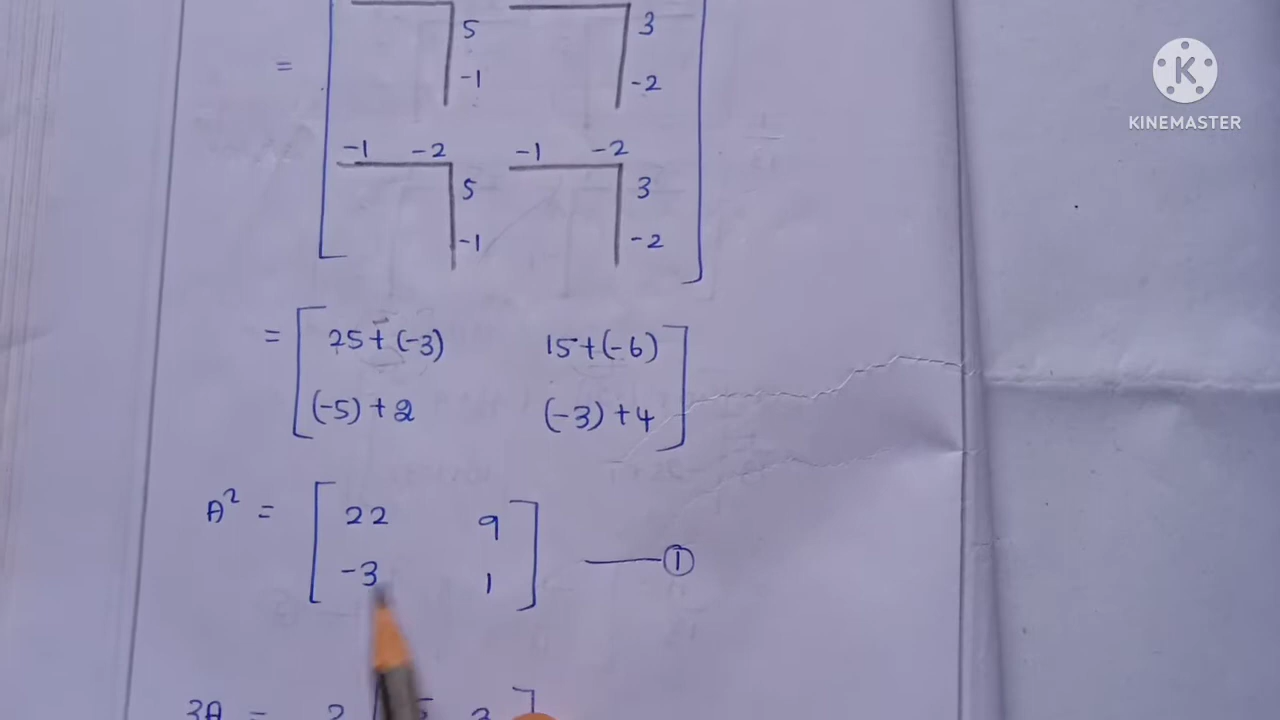 5 3
= -1 -2
-1 -2 -1 -2
5 3
-1 -2
= [ 25+(-3) 15+(-6) ]
[ (-5)+2 (-3)+4 ]
A² = [ 22 9 ]
[ -3 1 ] —— ①
3A =
K
KINEMASTER